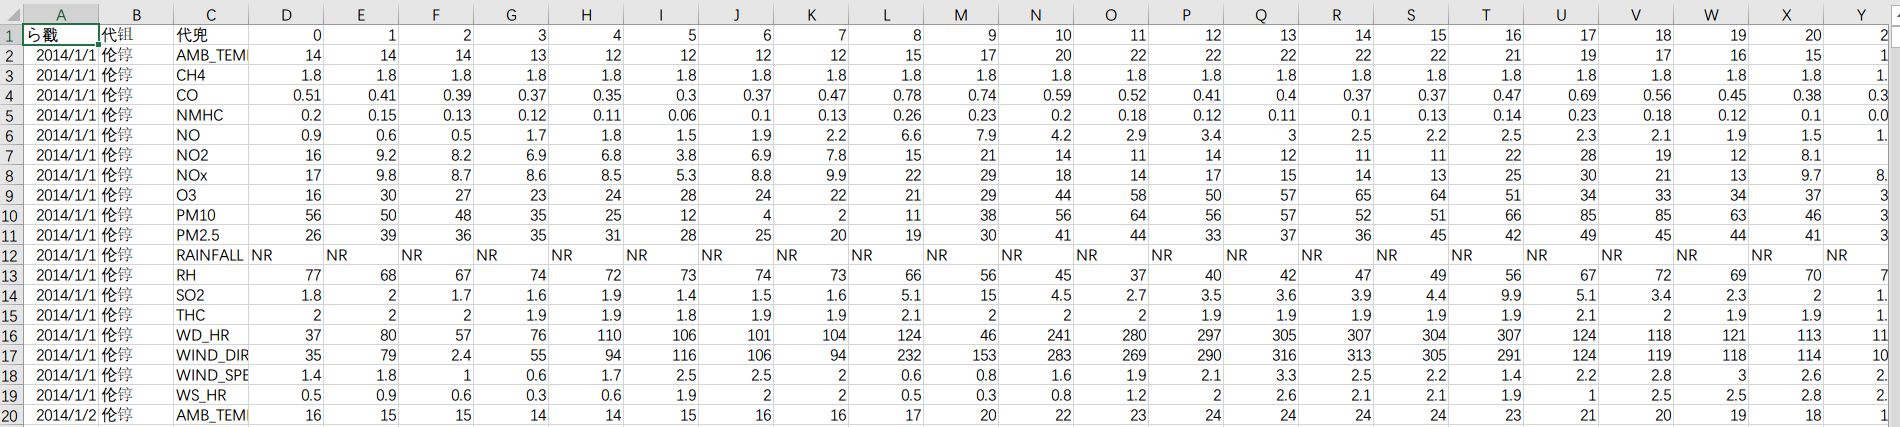 A B C D E F G H I J K L M N O P Q R S T U V W X Y
1 ら戳 代钼 代兜 0 1 2 3 4 5 6 7 8 9 10 11 12 13 14 15 16 17 18 19 20 2
2 2014/1/1 伦锌 AMB_TEMI 14 14 14 13 12 12 12 12 15 17 20 22 22 22 22 22 21 19 17 16 15 1
3 2014/1/1 伦锌 CH4 1.8 1.8 1.8 1.8 1.8 1.8 1.8 1.8 1.8 1.8 1.8 1.8 1.8 1.8 1.8 1.8 1.8 1.8 1.8 1.8 1.8 1.
4 2014/1/1 伦锌 CO 0.51 0.41 0.39 0.37 0.35 0.3 0.37 0.47 0.78 0.74 0.59 0.52 0.41 0.4 0.37 0.37 0.47 0.69 0.56 0.45 0.38 0.3
5 2014/1/1 伦锌 NMHC 0.2 0.15 0.13 0.12 0.11 0.06 0.1 0.13 0.26 0.23 0.2 0.18 0.12 0.11 0.1 0.13 0.14 0.23 0.18 0.12 0.1 0.0
6 2014/1/1 伦锌 NO 0.9 0.6 0.5 1.7 1.8 1.5 1.9 2.2 6.6 7.9 4.2 2.9 3.4 3 2.5 2.2 2.5 2.3 2.1 1.9 1.5 1.
7 2014/1/1 伦锌 NO2 16 9.2 8.2 6.9 6.8 3.8 6.9 7.8 15 21 14 11 14 12 11 11 22 28 19 12 8.1
8 2014/1/1 伦锌 NOx 17 9.8 8.7 8.6 8.5 5.3 8.8 9.9 22 29 18 14 17 15 14 13 25 30 21 13 9.7 8.
9 2014/1/1 伦锌 O3 16 30 27 23 24 28 24 22 21 29 44 58 50 57 65 64 51 34 33 34 37 3
10 2014/1/1 伦锌 PM10 56 50 48 35 25 12 4 2 11 38 56 64 56 57 52 51 66 85 85 63 46 3
11 2014/1/1 伦锌 PM2.5 26 39 36 35 31 28 25 20 19 30 41 44 33 37 36 45 42 49 45 44 41 3
12 2014/1/1 伦锌 RAINFALL NR NR NR NR NR NR NR NR NR NR NR NR NR NR NR NR NR NR NR NR NR NR
13 2014/1/1 伦锌 RH 77 68 67 74 72 73 74 73 66 56 45 37 40 42 47 49 56 67 72 69 70 7
14 2014/1/1 伦锌 SO2 1.8 2 1.7 1.6 1.9 1.4 1.5 1.6 5.1 15 4.5 2.7 3.5 3.6 3.9 4.4 9.9 5.1 3.4 2.3 2 1.
15 2014/1/1 伦锌 THC 2 2 2 1.9 1.9 1.8 1.9 1.9 2.1 2 2 2 1.9 1.9 1.9 1.9 1.9 2.1 2 1.9 1.9 1.
16 2014/1/1 伦锌 WD_HR 37 80 57 76 110 106 101 104 124 46 241 280 297 305 307 304 307 124 118 121 113 11
17 2014/1/1 伦锌 WIND_DIR 35 79 2.4 55 94 116 106 94 232 153 283 269 290 316 313 305 291 124 119 118 114 10
18 2014/1/1 伦锌 WIND_SPE 1.4 1.8 1 0.6 1.7 2.5 2.5 2 0.6 0.8 1.6 1.9 2.1 3.3 2.5 2.2 1.4 2.2 2.8 3 2.6 2.
19 2014/1/1 伦锌 WS_HR 0.5 0.9 0.6 0.3 0.6 1.9 2 2 0.5 0.3 0.8 1.2 2 2.6 2.1 2.1 1.9 1 2.5 2.5 2.8 2.
20 2014/1/2 伦锌 AMB_TEMI 16 15 15 14 14 15 16 16 17 20 22 23 24 24 24 24 23 21 20 19 18 1